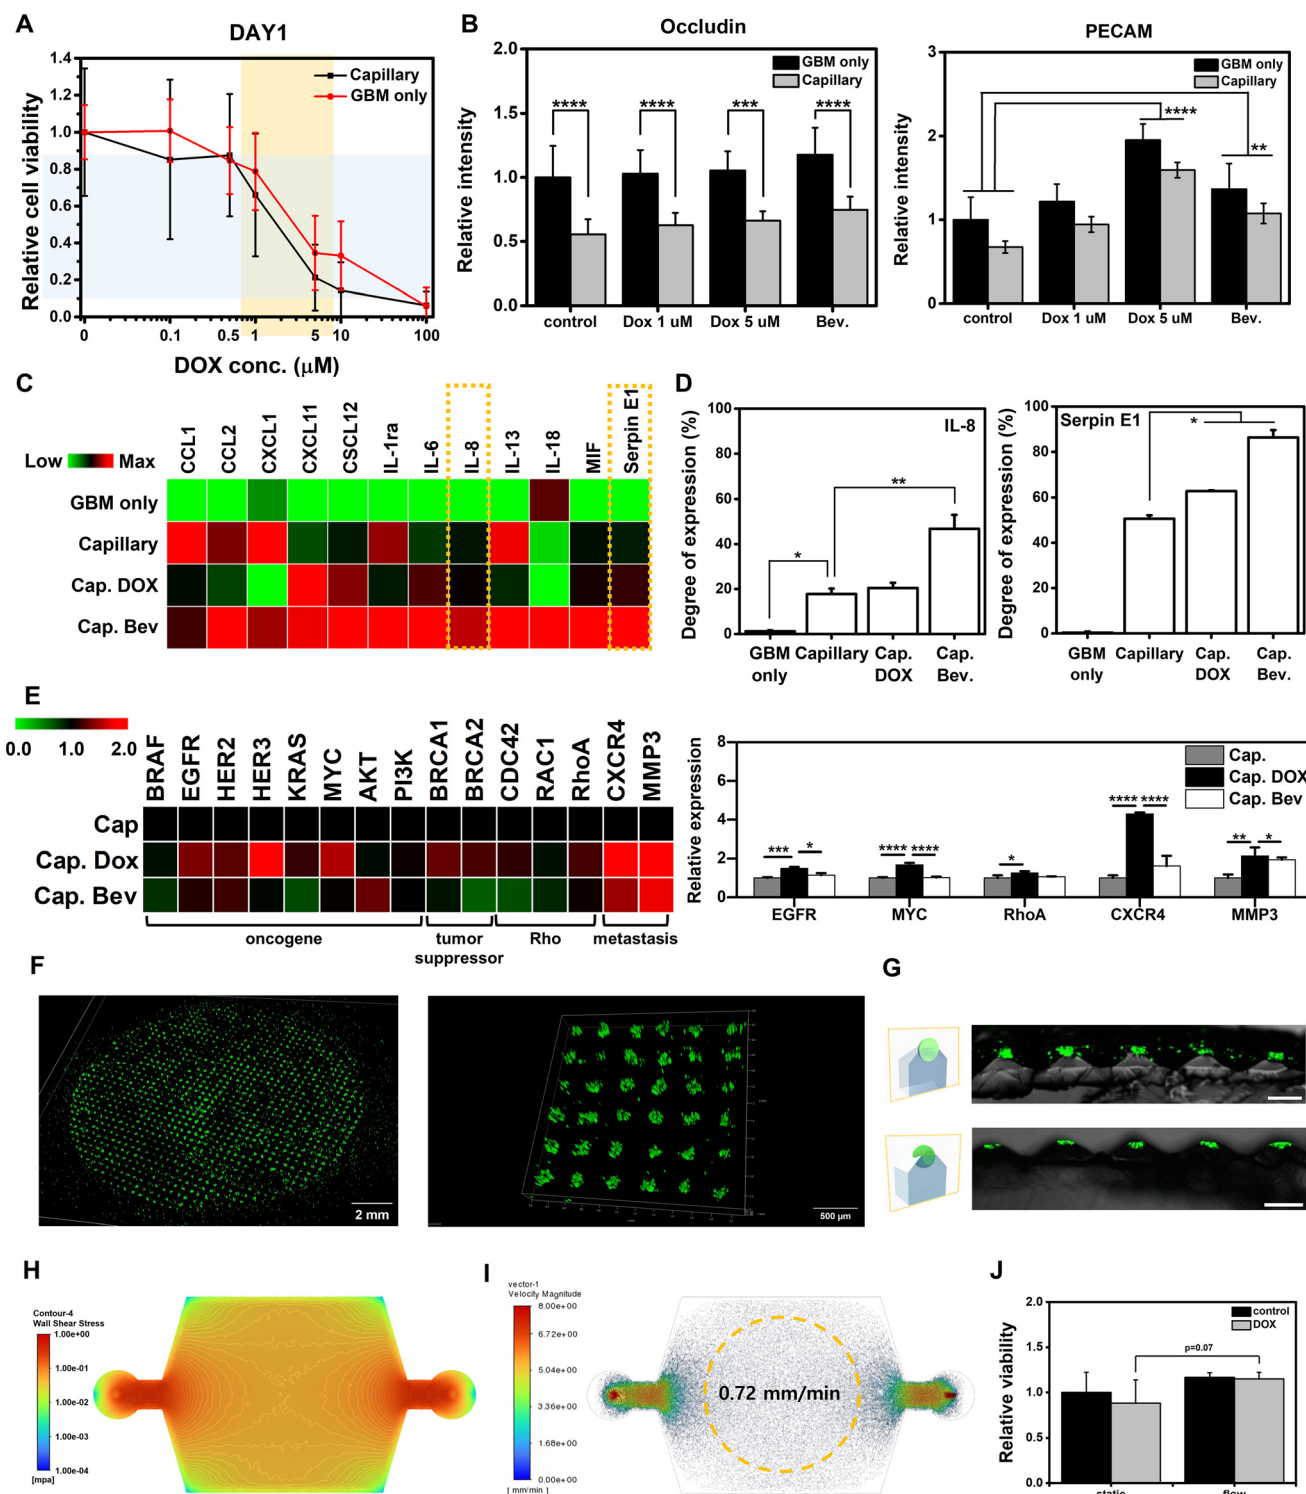 A
DAY1
Relative cell viability
1.4
1.2
1.0
0.8
0.6
0.4
0.2
0.0
Capillary
GBM only
0 0.1 0.5 1 5 10 100
DOX conc. (μM)
B
Occludin
Relative intensity
2.0
1.5
1.0
0.5
0.0
GBM only
Capillary
**** **** *** ****
control Dox 1 uM Dox 5 uM Bev.
PECAM
Relative intensity
3
2
1
0
GBM only
Capillary
****
**
control Dox 1 uM Dox 5 uM Bev.
C
Low Max
CCL1 CCL2 CXCL1 CXCL11 CSCL12 IL-1ra IL-6 IL-8 IL-13 IL-18 MIF Serpin E1
GBM only
Capillary
Cap. DOX
Cap. Bev
D
Degree of expression (%)
100
80
60
40
20
0
IL-8
**
*
GBM only
Capillary
Cap. DOX
Cap. Bev.
Degree of expression (%)
100
80
60
40
20
0
Serpin E1
*
GBM only
Capillary
Cap. DOX
Cap. Bev.
E
0.0 1.0 2.0
BRAF EGFR HER2 HER3 KRAS MYC AKT PI3K BRCA1 BRCA2 CDC42 RAC1 RhoA CXCR4 MMP3
Cap
Cap. Dox
Cap. Bev
oncogene
tumor suppressor
Rho
metastasis
Relative expression
8
6
4
2
0
Cap.
Cap. DOX
Cap. Bev
*** * **** **** * **** **** ** *
EGFR MYC RhoA CXCR4 MMP3
F
2 mm
500 μm
G
H
Contour-4
Wall Shear Stress
1.00e+00
1.00e-01
1.00e-02
1.00e-03
1.00e-04
[mpa]
I
vector-1
Velocity Magnitude
8.00e+00
6.72e+00
5.04e+00
3.36e+00
1.68e+00
0.00e+00
[ mm/min ]
0.72 mm/min
J
Relative viability
2.0
1.5
1.0
0.5
0.0
control
DOX
p=0.07
static flow